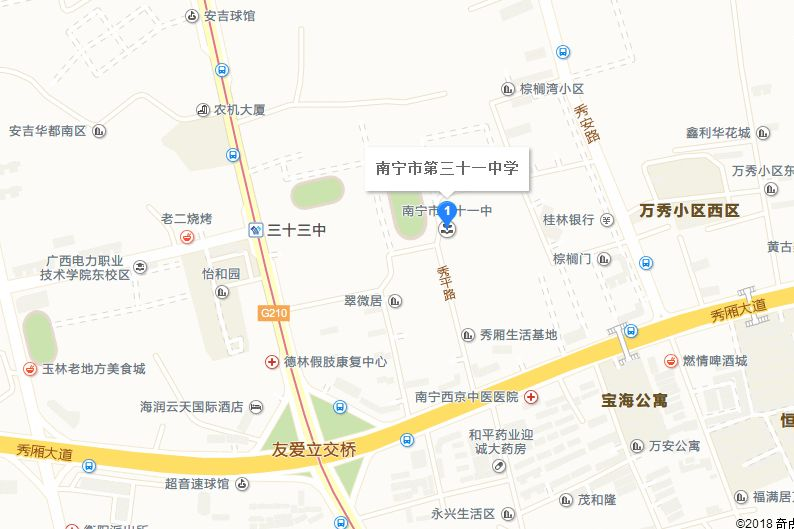 安吉球馆
棕榈湾小区
农机大厦
秀安路
安吉华都南区
鑫利华花城
南宁市第三十一中学
万秀小区东
老二烧烤
1
南宁市
十一中
万秀小区西区
桂林银行
三十三中
黄古
广西电力职业
技术学院东校区
棕榈门
怡和园
秀平路
翠微居
G210
秀厢大道
秀厢生活基地
德林假肢康复中心
燃情啤酒城
玉林老地方美食城
南宁西京中医医院
宝海公寓
海润云天国际酒店
恒
和平药业迎
诚大药房
友爱立交桥
万安公寓
秀厢大道
超音速球馆
福满居
茂和隆
永兴生活区
©2018